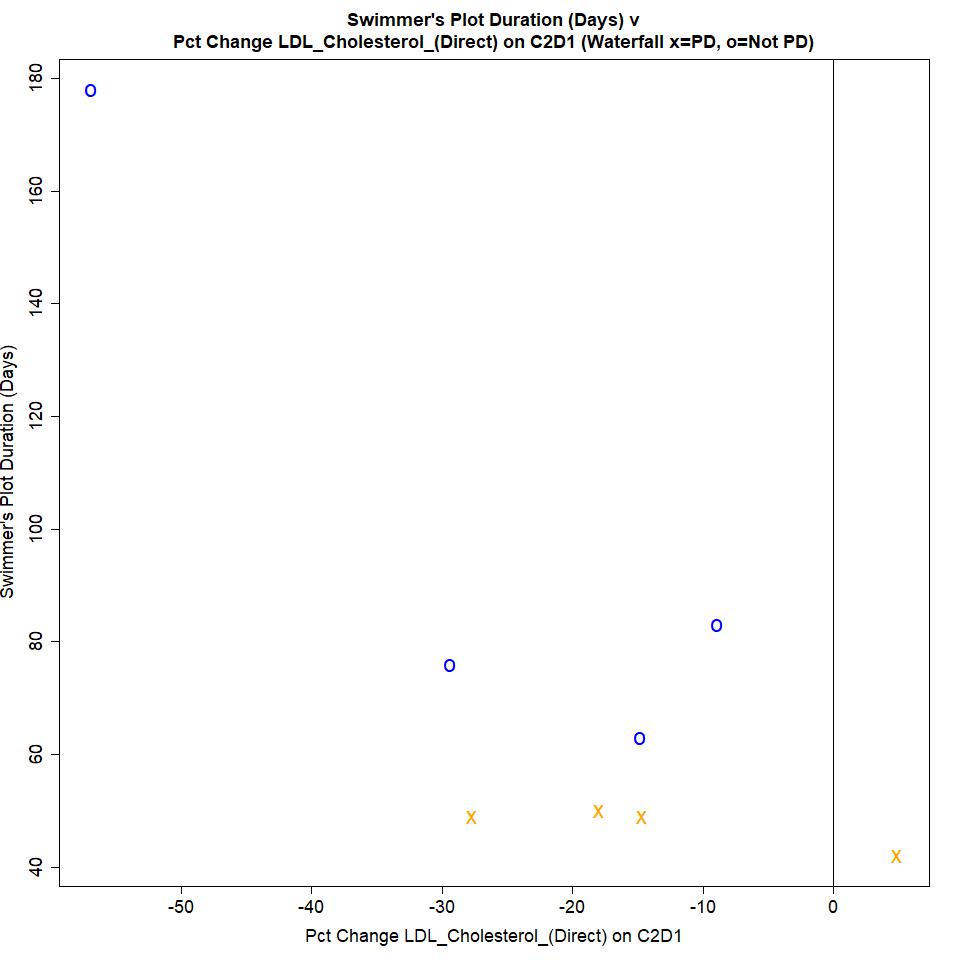 Swimmer's Plot Duration (Days) v
Pct Change LDL_Cholesterol_(Direct) on C2D1 (Waterfall x=PD, o=Not PD)
Swimmer's Plot Duration (Days)
180
160
140
120
100
80
60
40
o
o
o
o
x
x
x
x
-50
-40
-30
-20
-10
0
Pct Change LDL_Cholesterol_(Direct) on C2D1